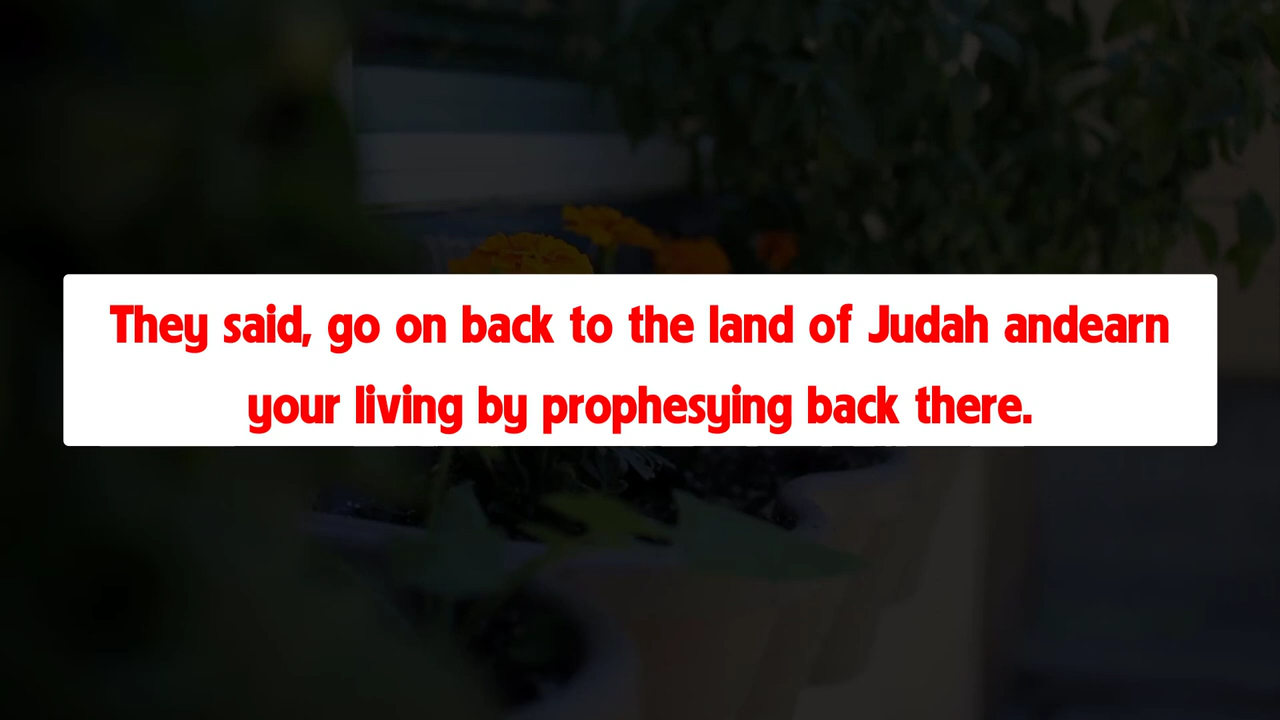 They said, go on back to the land of Judah andearn
your living by prophesying back there.